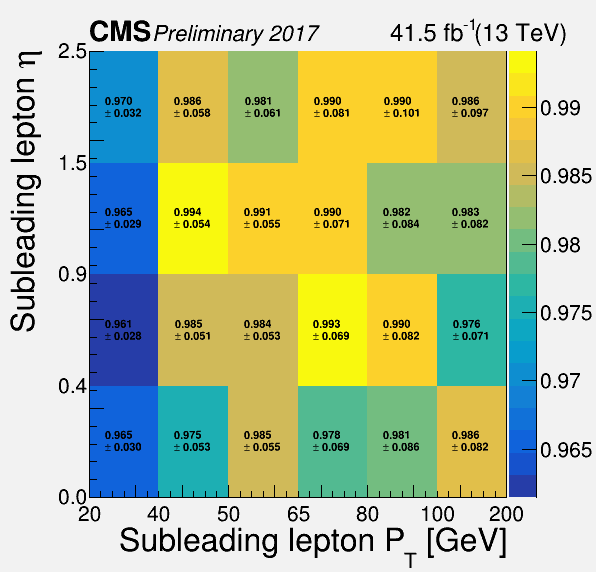 CMS Preliminary 2017 41.5 fb⁻¹(13 TeV)
Subleading lepton η
2.5
1.5
0.9
0.4
0.0
0.970 0.986 0.981 0.990 0.990 0.986
± 0.032 ± 0.058 ± 0.061 ± 0.081 ± 0.101 ± 0.097
0.965 0.994 0.991 0.990 0.982 0.983
± 0.029 ± 0.054 ± 0.055 ± 0.071 ± 0.084 ± 0.082
0.961 0.985 0.984 0.993 0.990 0.976
± 0.028 ± 0.051 ± 0.053 ± 0.069 ± 0.082 ± 0.071
0.965 0.975 0.985 0.978 0.981 0.986
± 0.030 ± 0.053 ± 0.055 ± 0.069 ± 0.086 ± 0.082
20 40 50 65 80 100 200
Subleading lepton P_T [GeV]
0.99
0.985
0.98
0.975
0.97
0.965